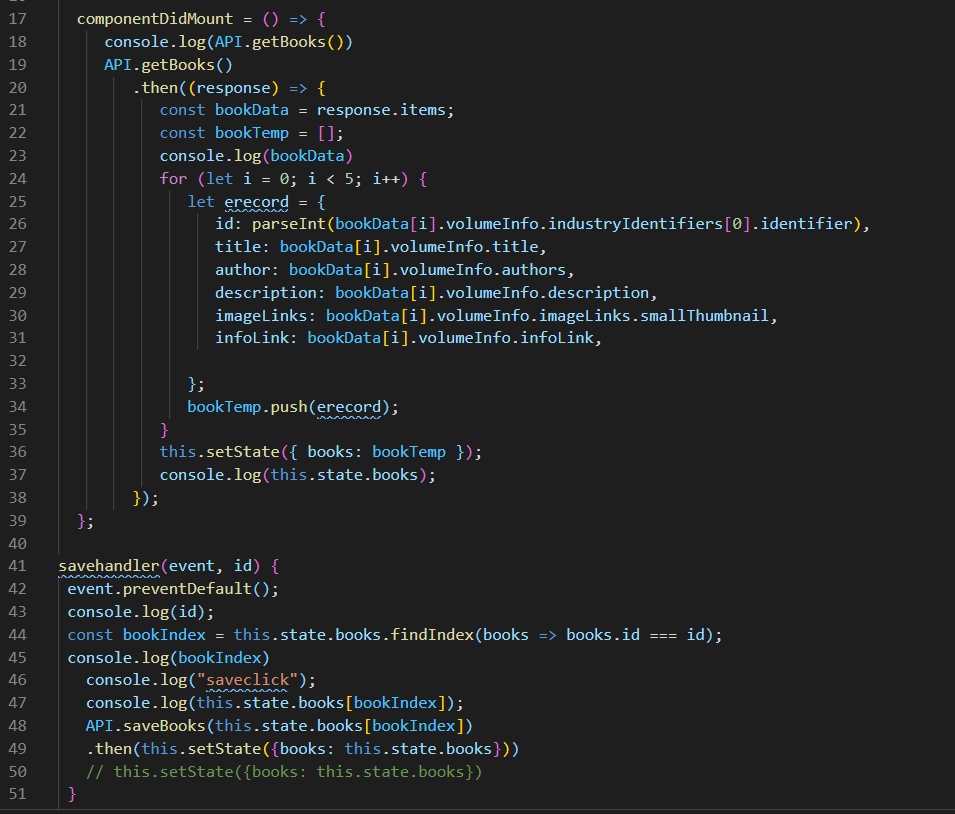 17 componentDidMount = () => {
18 console.log(API.getBooks())
19 API.getBooks()
20 .then((response) => {
21 const bookData = response.items;
22 const bookTemp = [];
23 console.log(bookData)
24 for (let i = 0; i < 5; i++) {
25 let erecord = {
26 id: parseInt(bookData[i].volumeInfo.industryIdentifiers[0].identifier),
27 title: bookData[i].volumeInfo.title,
28 author: bookData[i].volumeInfo.authors,
29 description: bookData[i].volumeInfo.description,
30 imageLinks: bookData[i].volumeInfo.imageLinks.smallThumbnail,
31 infoLink: bookData[i].volumeInfo.infoLink,
32
33 };
34 bookTemp.push(erecord);
35 }
36 this.setState({ books: bookTemp });
37 console.log(this.state.books);
38 });
39 };
40
41 savehandler(event, id) {
42 event.preventDefault();
43 console.log(id);
44 const bookIndex = this.state.books.findIndex(books => books.id === id);
45 console.log(bookIndex)
46 console.log("saveclick");
47 console.log(this.state.books[bookIndex]);
48 API.saveBooks(this.state.books[bookIndex])
49 .then(this.setState({books: this.state.books}))
50 // this.setState({books: this.state.books})
51 }